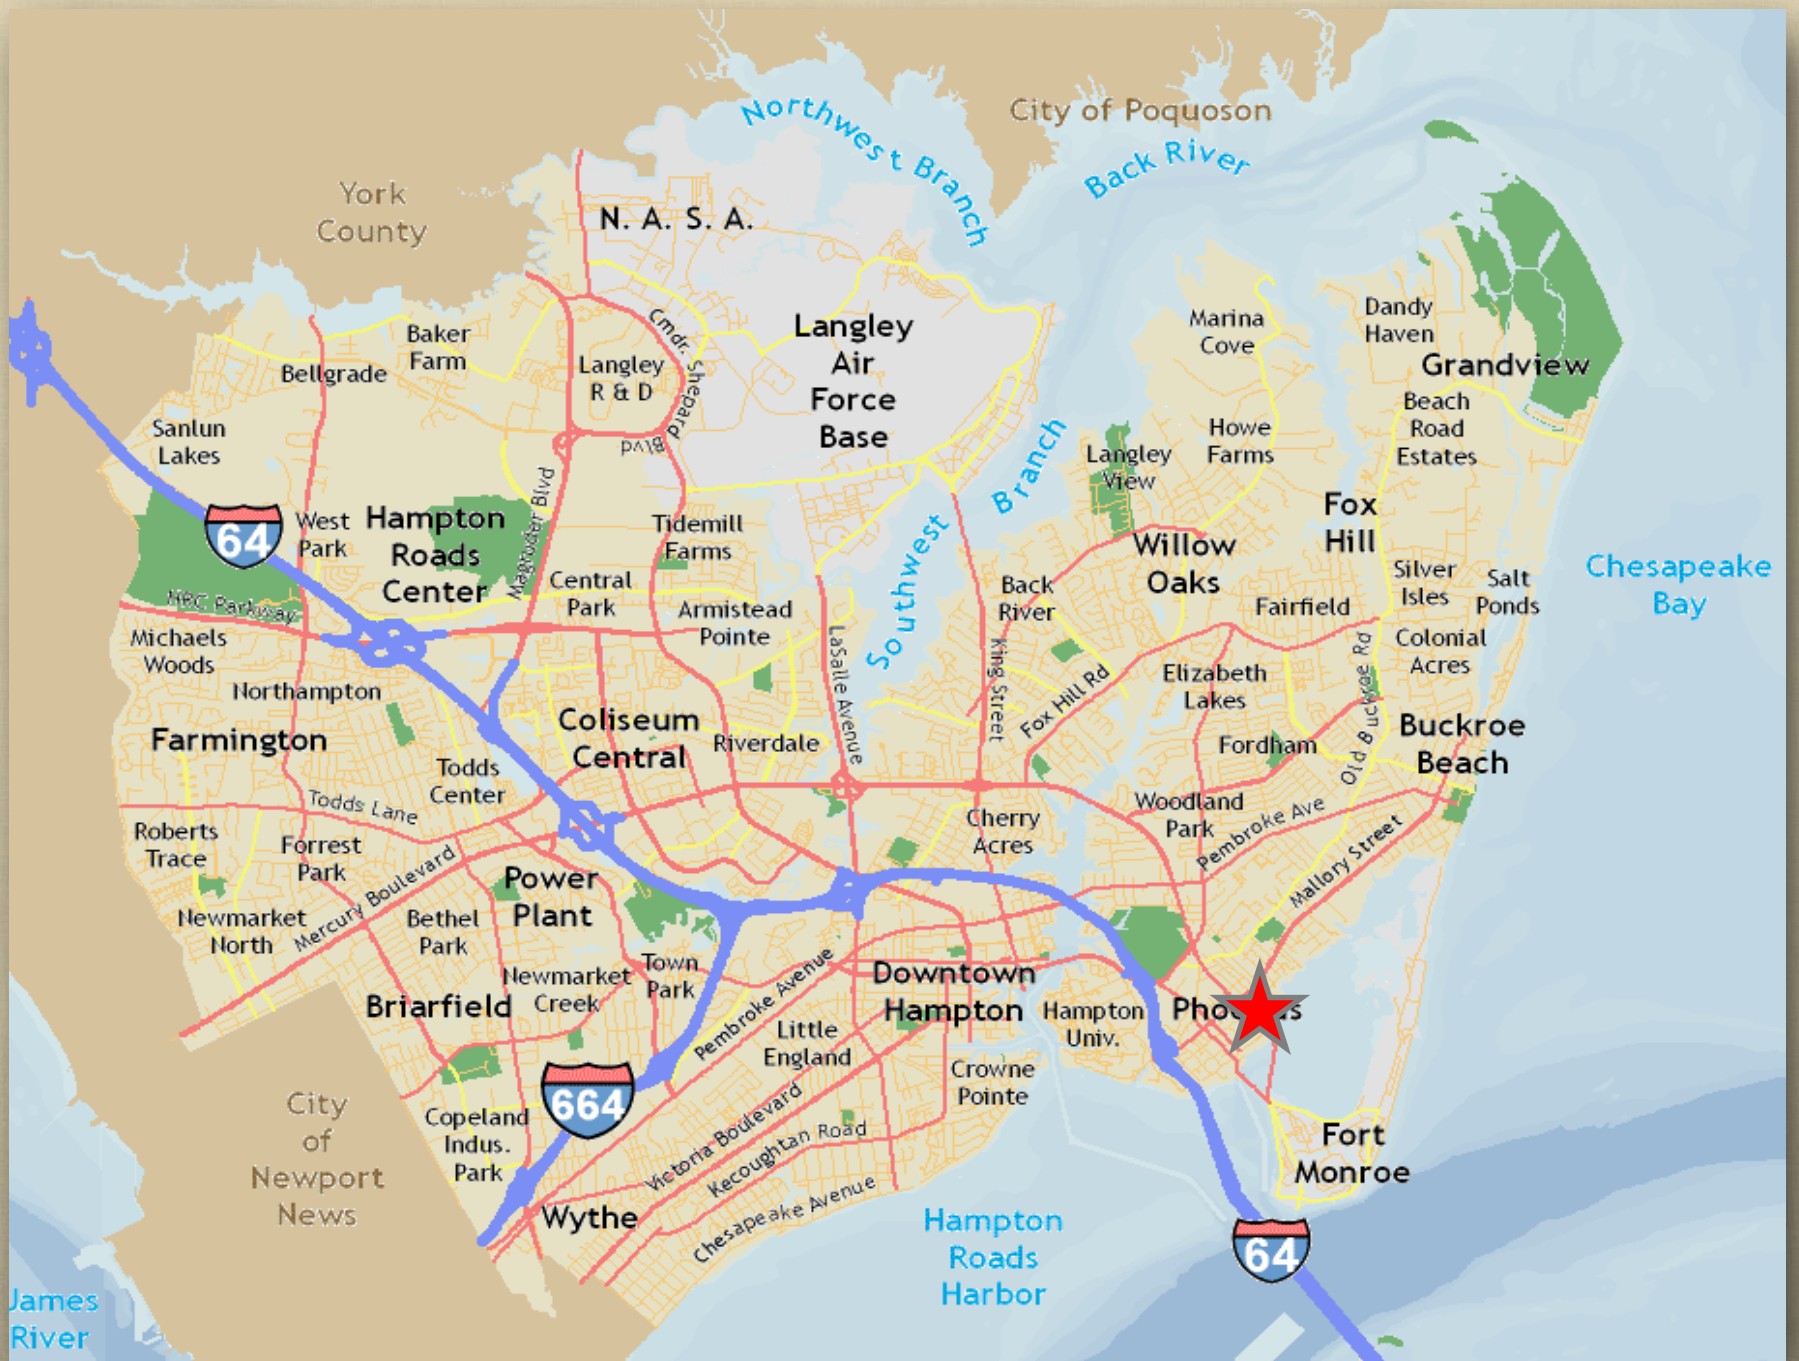 City of Poquoson
Northwest Branch
Back River
York
County
N. A. S. A.
Langley
Air
Force
Base
Marina
Cove
Dandy
Haven
Grandview
Baker
Farm
Bellgrade
Langley
R & D
Cmdr. Shepard Blvd
Beach
Road
Estates
Howe
Farms
Langley
View
Sanlun
Lakes
Southwest Branch
Fox
Hill
64
West
Park
Hampton
Roads
Center
Magruder Blvd
Tidemill
Farms
Willow
Oaks
Chesapeake
Bay
Silver
Isles
Salt
Ponds
Central
Park
Back
River
Fairfield
HRC Parkway
Armistead
Pointe
Michaels
Woods
Colonial
Acres
LaSalle Avenue
King Street
Fox Hill Rd
Elizabeth
Lakes
Old Buckroe Rd
Northampton
Farmington
Coliseum
Central
Riverdale
Fordham
Buckroe
Beach
Todds
Center
Todds Lane
Woodland
Park
Cherry
Acres
Pembroke Ave
Mallory Street
Roberts
Trace
Forrest
Park
Mercury Boulevard
Power
Plant
Newmarket
North
Bethel
Park
Newmarket
Creek
Town
Park
Pembroke Avenue
Downtown
Hampton
Briarfield
Hampton
Univ.
Little
England
Crowne
Pointe
664
City
of
Newport
News
Copeland
Indus.
Park
Victoria Boulevard
Kecoughtan Road
Chesapeake Avenue
Fort
Monroe
Wythe
Hampton
Roads
Harbor
64
James
River